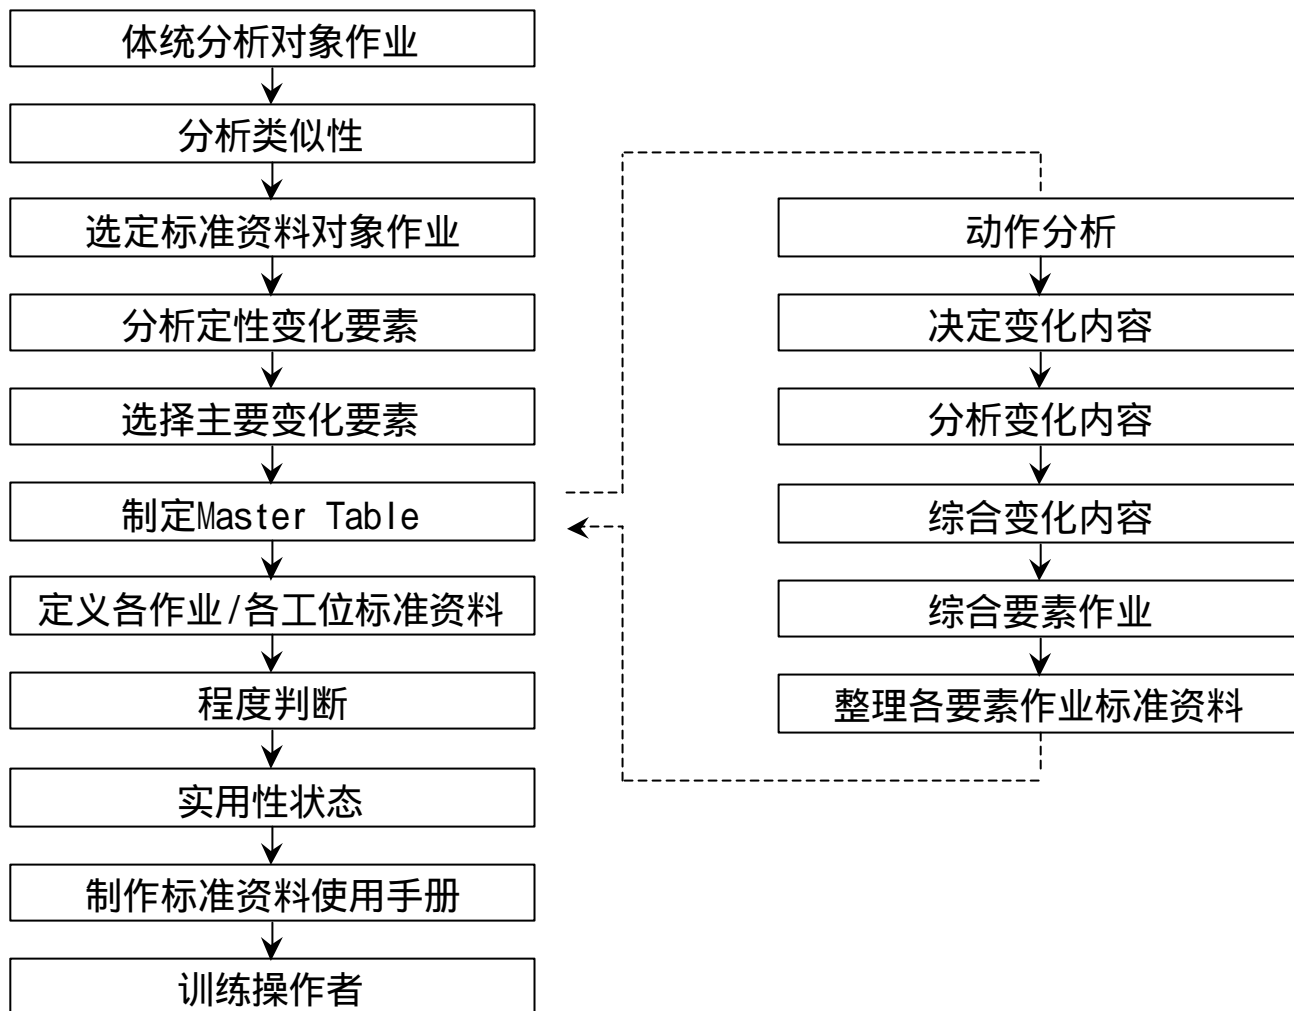 体统分析对象作业
分析类似性
选定标准资料对象作业
分析定性变化要素
选择主要变化要素
制定Master Table
定义各作业/各工位标准资料
程度判断
实用性状态
制作标准资料使用手册
训练操作者
动作分析
决定变化内容
分析变化内容
综合变化内容
综合要素作业
整理各要素作业标准资料